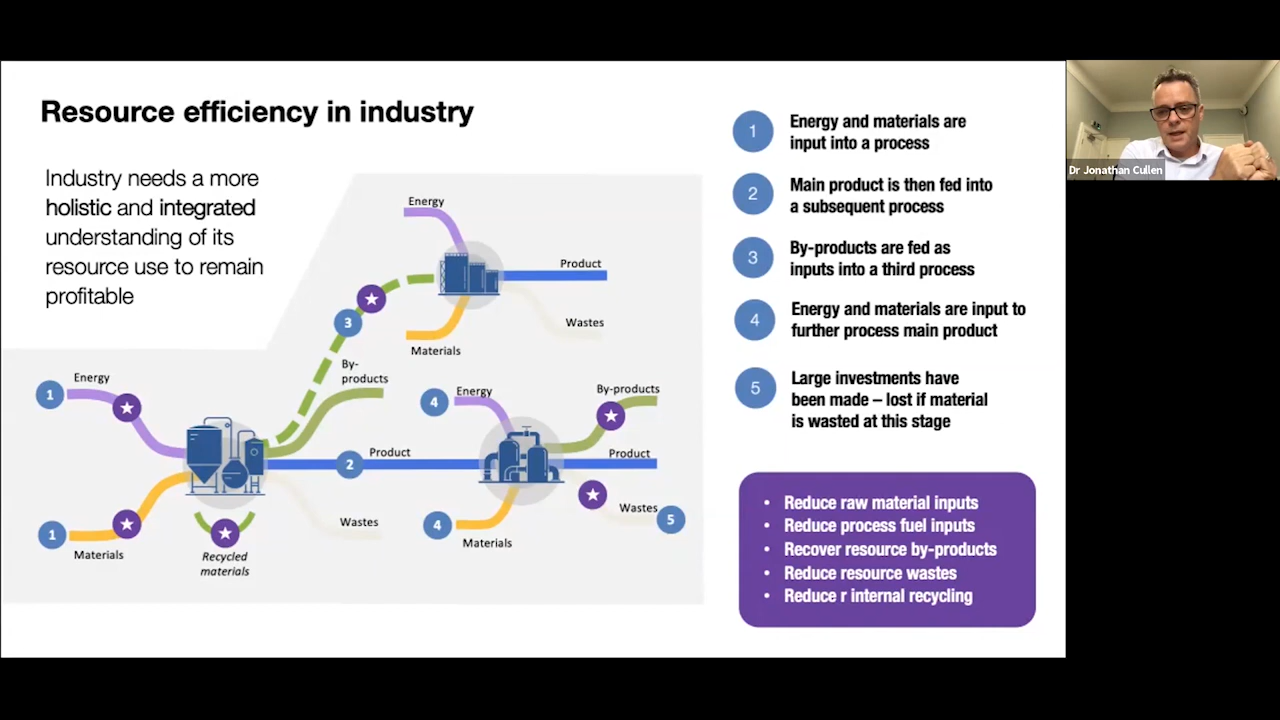 Resource efficiency in industry
Industry needs a more
holistic and integrated
understanding of its
resource use to remain
profitable
Energy
Product
Wastes
Materials
3
By-
products
1
Energy
4
Energy
By-products
2
Product
Product
Wastes
Wastes
5
1
Materials
4
Materials
Recycled
materials
1
Energy and materials are
input into a process
2
Main product is then fed into
a subsequent process
3
By-products are fed as
inputs into a third process
4
Energy and materials are input to
further process main product
5
Large investments have
been made – lost if material
is wasted at this stage
• Reduce raw material inputs
• Reduce process fuel inputs
• Recover resource by-products
• Reduce resource wastes
• Reduce r internal recycling
Dr Jonathan Cullen